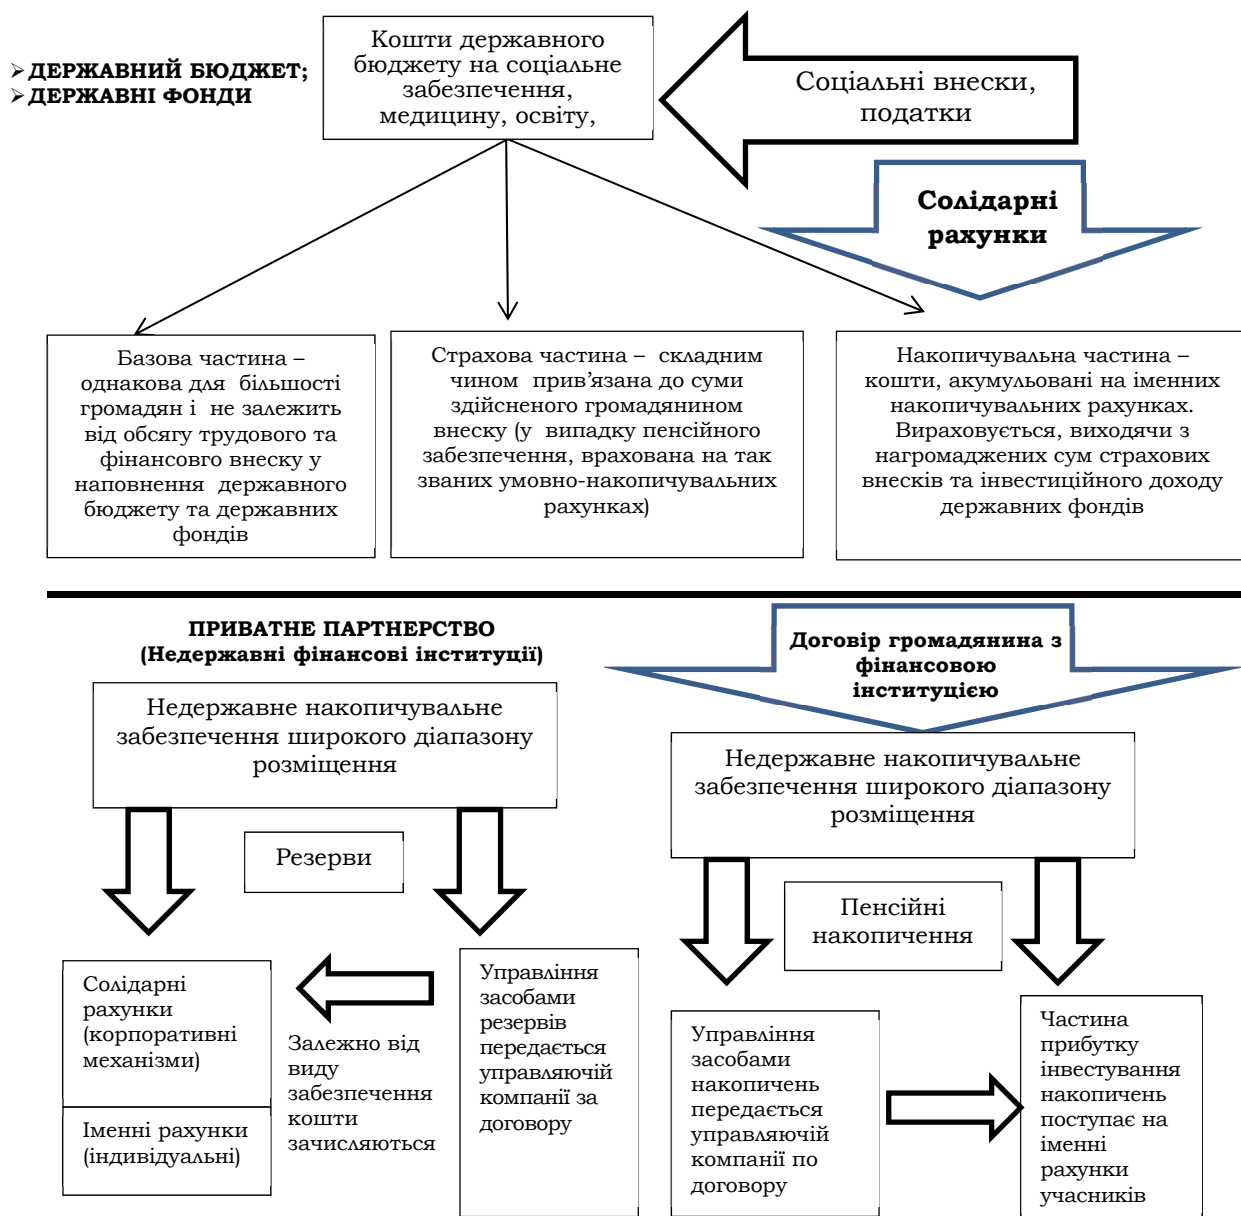 Кошти державного
бюджету на соціальне
забезпечення,
медицину, освіту,
➢ДЕРЖАВНИЙ БЮДЖЕТ;
➢ДЕРЖАВНІ ФОНДИ
Соціальні внески,
податки
Солідарні
рахунки
Базова частина –
однакова для більшості
громадян і не залежить
від обсягу трудового та
фінансовго внеску у
наповнення державного
бюджету та державних
фондів
Страхова частина – складним
чином прив’язана до суми
здійсненого громадянином
внеску (у випадку пенсійного
забезпечення, врахована на так
званих умовно-накопичувальних
рахунках)
Накопичувальна частина –
кошти, акумульовані на іменних
накопичувальних рахунках.
Вираховується, виходячи з
нагромаджених сум страхових
внесків та інвестиційного доходу
державних фондів
ПРИВАТНЕ ПАРТНЕРСТВО
(Недержавні фінансові інституції)
Договір громадянина з
фінансовою
інституцією
Недержавне накопичувальне
забезпечення широкого діапазону
розміщення
Недержавне накопичувальне
забезпечення широкого діапазону
розміщення
Резерви
Пенсійні
накопичення
Солідарні
рахунки
(корпоративні
механізми)
Іменні рахунки
(індивідуальні)
Залежно від
виду
забезпечення
кошти
зачисляються
Управління
засобами
резервів
передається
управляючій
компанії за
договору
Управління
засобами
накопичень
передається
управляючій
компанії по
договору
Частина
прибутку
інвестування
накопичень
поступає на
іменні
рахунки
учасників